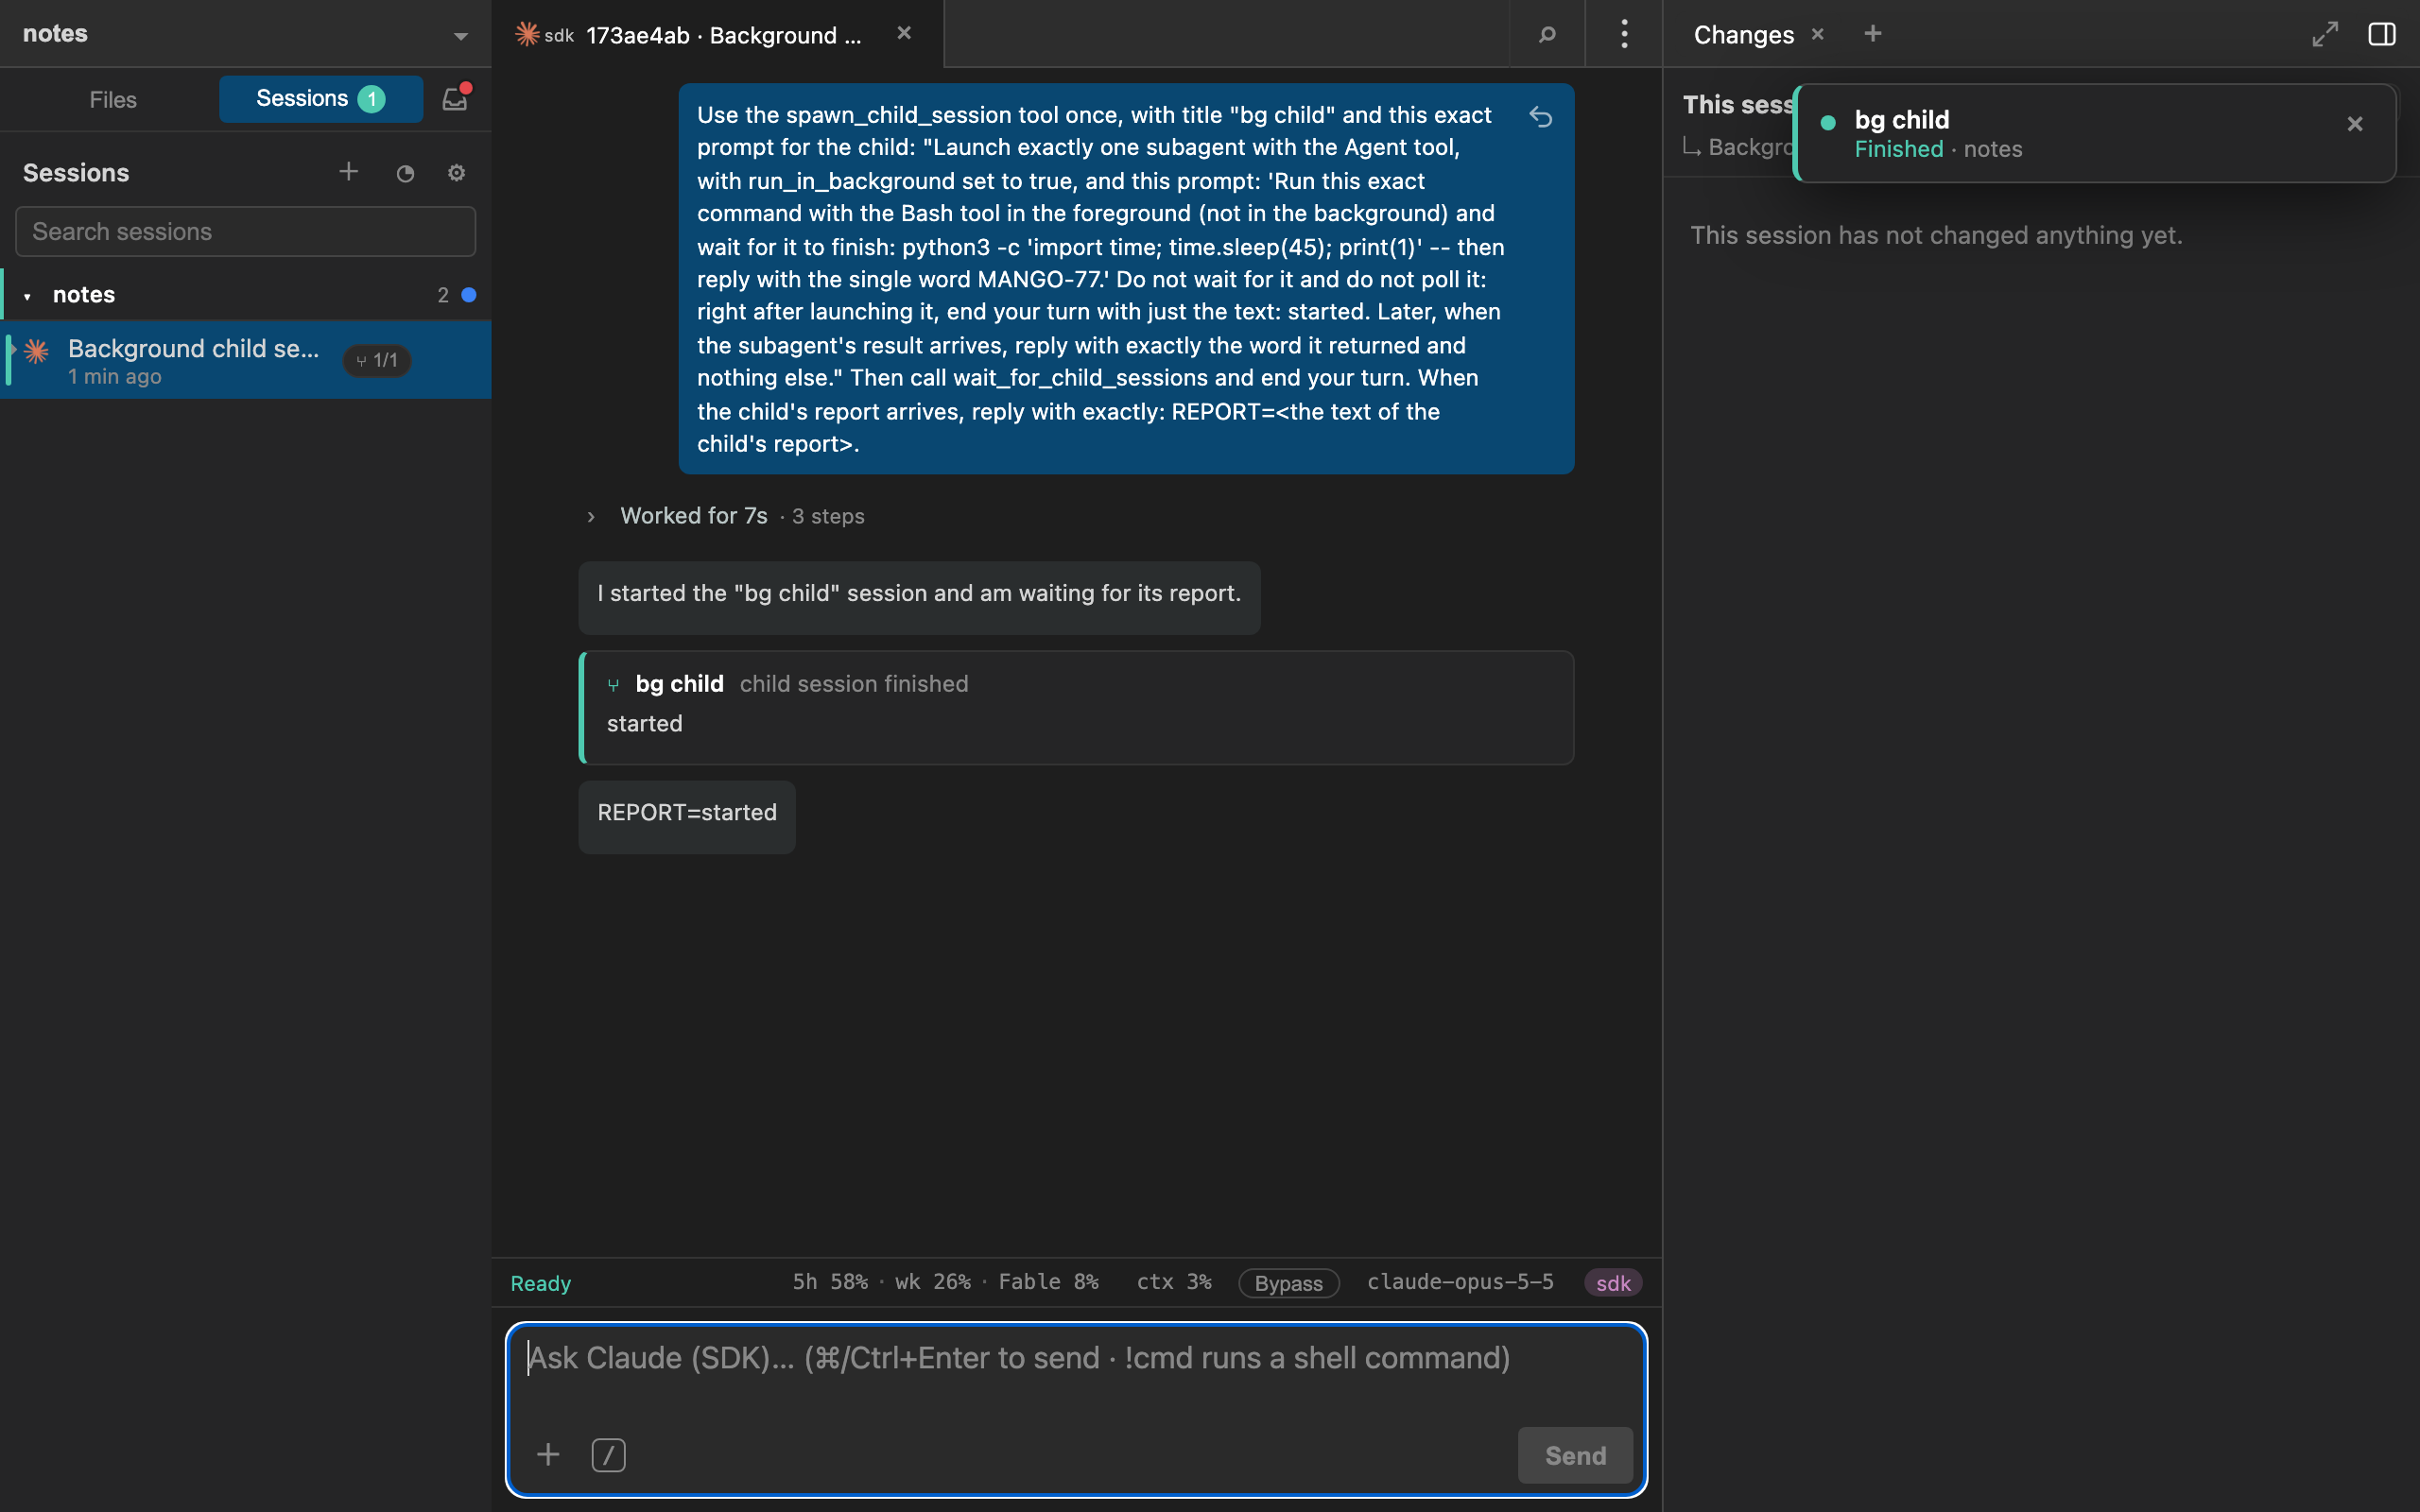 notes
Files
Sessions 1
Sessions
Search sessions
notes 2
Background child se...
1 min ago
1/1
sdk 173ae4ab · Background ...
Use the spawn_child_session tool once, with title "bg child" and this exact
prompt for the child: "Launch exactly one subagent with the Agent tool,
with run_in_background set to true, and this prompt: 'Run this exact
command with the Bash tool in the foreground (not in the background) and
wait for it to finish: python3 -c 'import time; time.sleep(45); print(1)' -- then
reply with the single word MANGO-77.' Do not wait for it and do not poll it:
right after launching it, end your turn with just the text: started. Later, when
the subagent's result arrives, reply with exactly the word it returned and
nothing else." Then call wait_for_child_sessions and end your turn. When
the child's report arrives, reply with exactly: REPORT=<the text of the
child's report>.
Worked for 7s · 3 steps
I started the "bg child" session and am waiting for its report.
bg child child session finished
started
REPORT=started
Ready
5h 58% · wk 26% · Fable 8% ctx 3% Bypass claude-opus-5-5 sdk
Ask Claude (SDK)... (⌘/Ctrl+Enter to send · !cmd runs a shell command)
/
Send
Changes
This sess
Backgro
bg child
Finished · notes
This session has not changed anything yet.